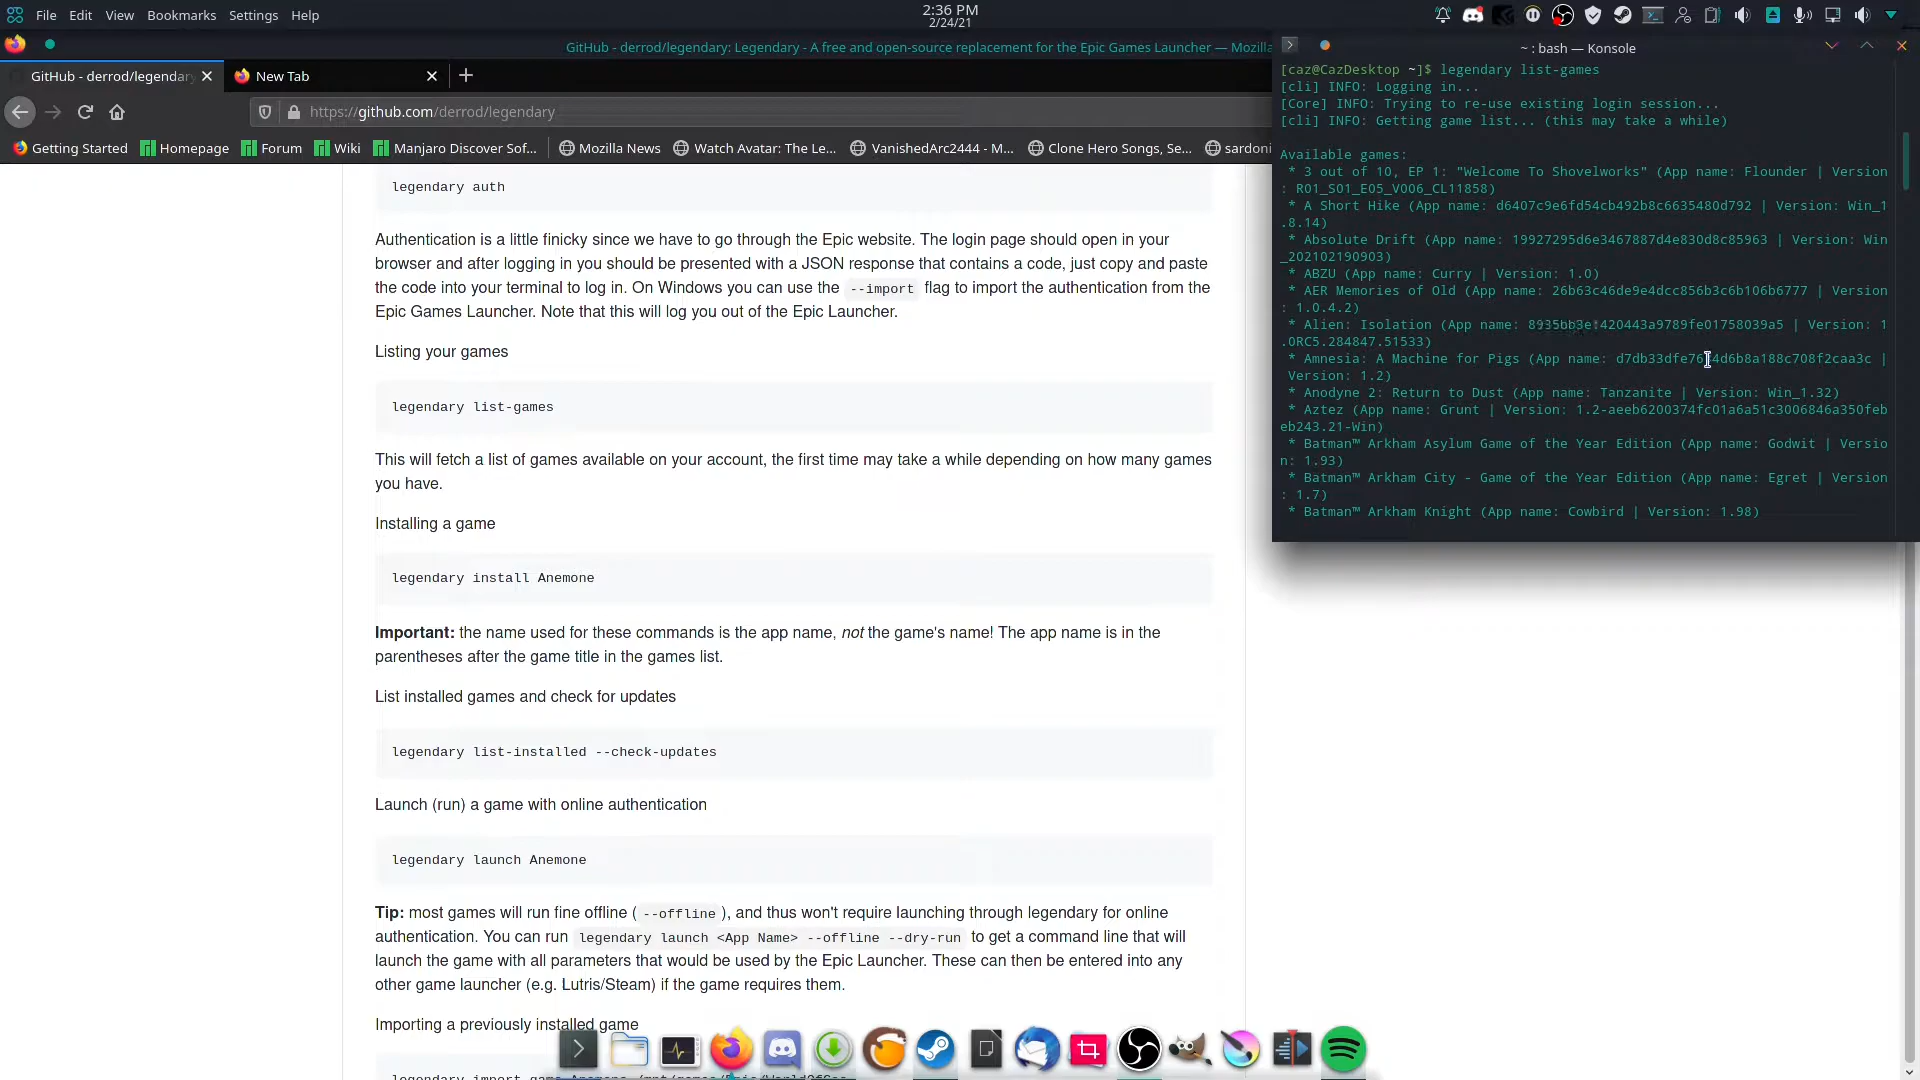 File Edit View Bookmarks Settings Help
2:36 PM
2/24/21
GitHub - derrod/legendary: Legendary - A free and open-source replacement for the Epic Games Launcher — Mozilla
GitHub - derrod/legendary
New Tab
https://github.com/derrod/legendary
Getting Started Homepage Forum Wiki Manjaro Discover Sof... Mozilla News Watch Avatar: The Le... VanishedArc2444 - M... Clone Hero Songs, Se... sardoni
legendary auth
Authentication is a little finicky since we have to go through the Epic website. The login page should open in your
browser and after logging in you should be presented with a JSON response that contains a code, just copy and paste
the code into your terminal to log in. On Windows you can use the --import flag to import the authentication from the
Epic Games Launcher. Note that this will log you out of the Epic Launcher.
Listing your games
legendary list-games
This will fetch a list of games available on your account, the first time may take a while depending on how many games
you have.
Installing a game
legendary install Anemone
Important: the name used for these commands is the app name, not the game's name! The app name is in the
parentheses after the game title in the games list.
List installed games and check for updates
legendary list-installed --check-updates
Launch (run) a game with online authentication
legendary launch Anemone
Tip: most games will run fine offline ( --offline ), and thus won't require launching through legendary for online
authentication. You can run legendary launch <App Name> --offline --dry-run to get a command line that will
launch the game with all parameters that would be used by the Epic Launcher. These can then be entered into any
other game launcher (e.g. Lutris/Steam) if the game requires them.
Importing a previously installed game
~ : bash — Konsole
[caz@CazDesktop ~]$ legendary list-games
[cli] INFO: Logging in...
[Core] INFO: Trying to re-use existing login session...
[cli] INFO: Getting game list... (this may take a while)
Available games:
* 3 out of 10, EP 1: "Welcome To Shovelworks" (App name: Flounder | Version
: R01_S01_E05_V006_CL11858)
* A Short Hike (App name: d6407c9e6fd54cb492b8c6635480d792 | Version: Win_1
.8.14)
* Absolute Drift (App name: 19927295d6e3467887d4e830d8c85963 | Version: Win
_202102190903)
* ABZU (App name: Curry | Version: 1.0)
* AER Memories of Old (App name: 26b63c46de9e4dcc856b3c6b106b6777 | Version
: 1.0.4.2)
* Alien: Isolation (App name: 8935bb3e1420443a9789fe01758039a5 | Version: 1
.0RC5.284847.51533)
* Amnesia: A Machine for Pigs (App name: |
Version: 1.2)
* Anodyne 2: Return to Dust (App name: Tanzanite | Version: Win_1.32)
* Aztez (App name: Grunt | Version: 1.2-aeeb6200374fc01a6a51c3006846a350feb
eb243.21-Win)
* Batman™ Arkham Asylum Game of the Year Edition (App name: Godwit | Versio
n: 1.93)
* Batman™ Arkham City - Game of the Year Edition (App name: Egret | Version
: 1.7)
* Batman™ Arkham Knight (App name: Cowbird | Version: 1.98)